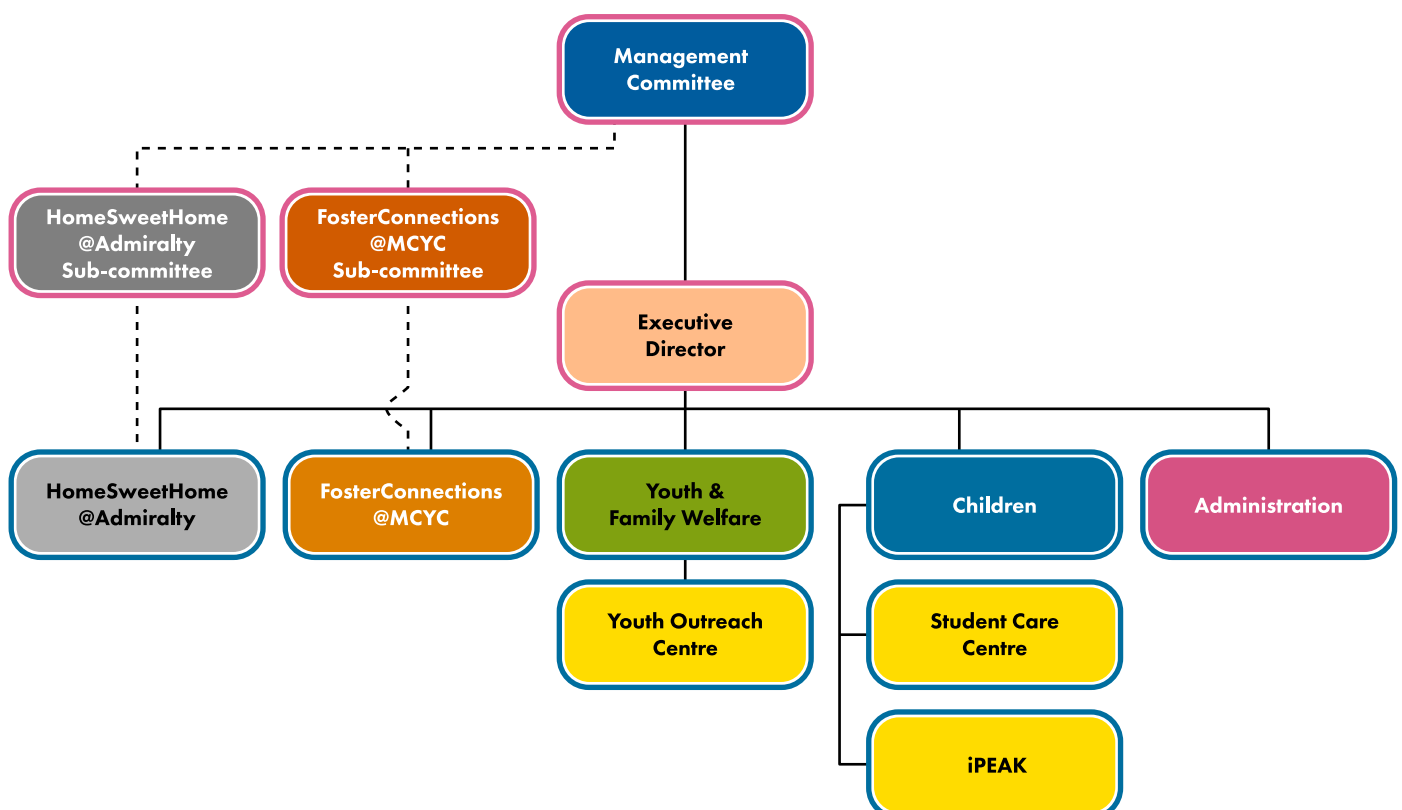 Management
Committee
HomeSweetHome
@Admiralty
Sub-committee
FosterConnections
@MCYC
Sub-committee
Executive
Director
HomeSweetHome
@Admiralty
FosterConnections
@MCYC
Youth &
Family Welfare
Children
Administration
Youth Outreach
Centre
Student Care
Centre
iPEAK